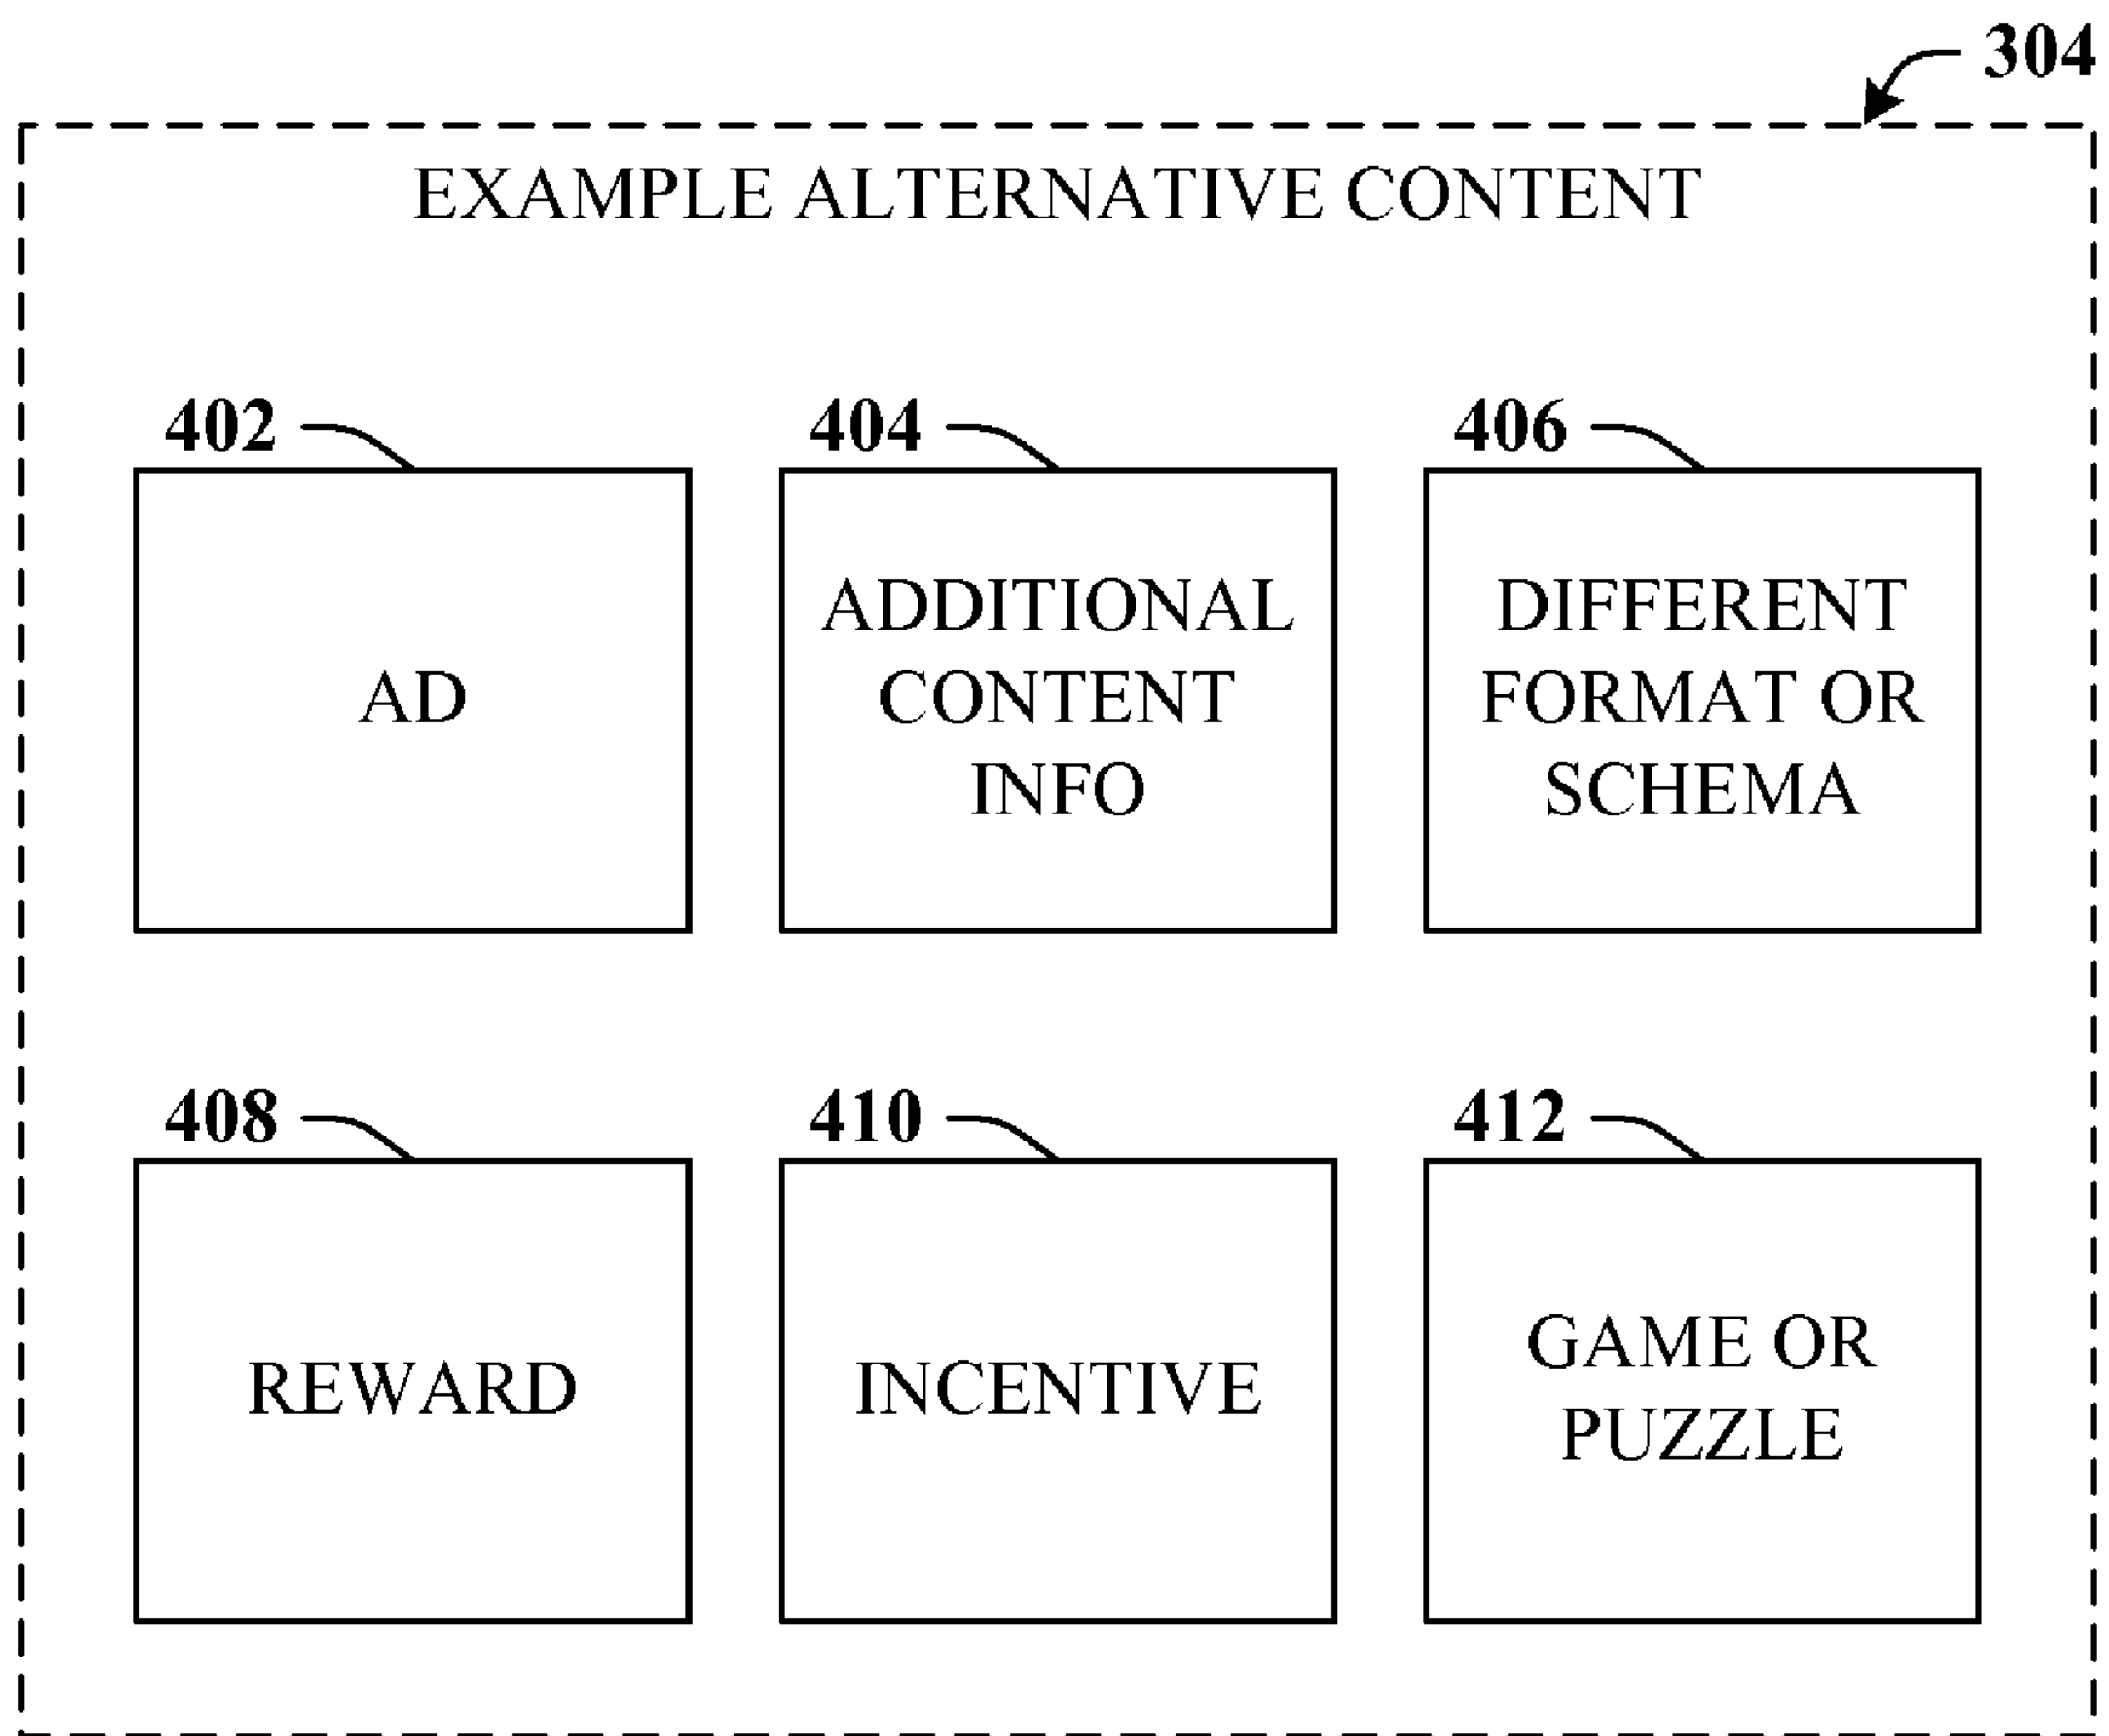 304
EXAMPLE ALTERNATIVE CONTENT
402
AD
404
ADDITIONAL
CONTENT
INFO
406
DIFFERENT
FORMAT OR
SCHEMA
408
REWARD
410
INCENTIVE
412
GAME OR
PUZZLE